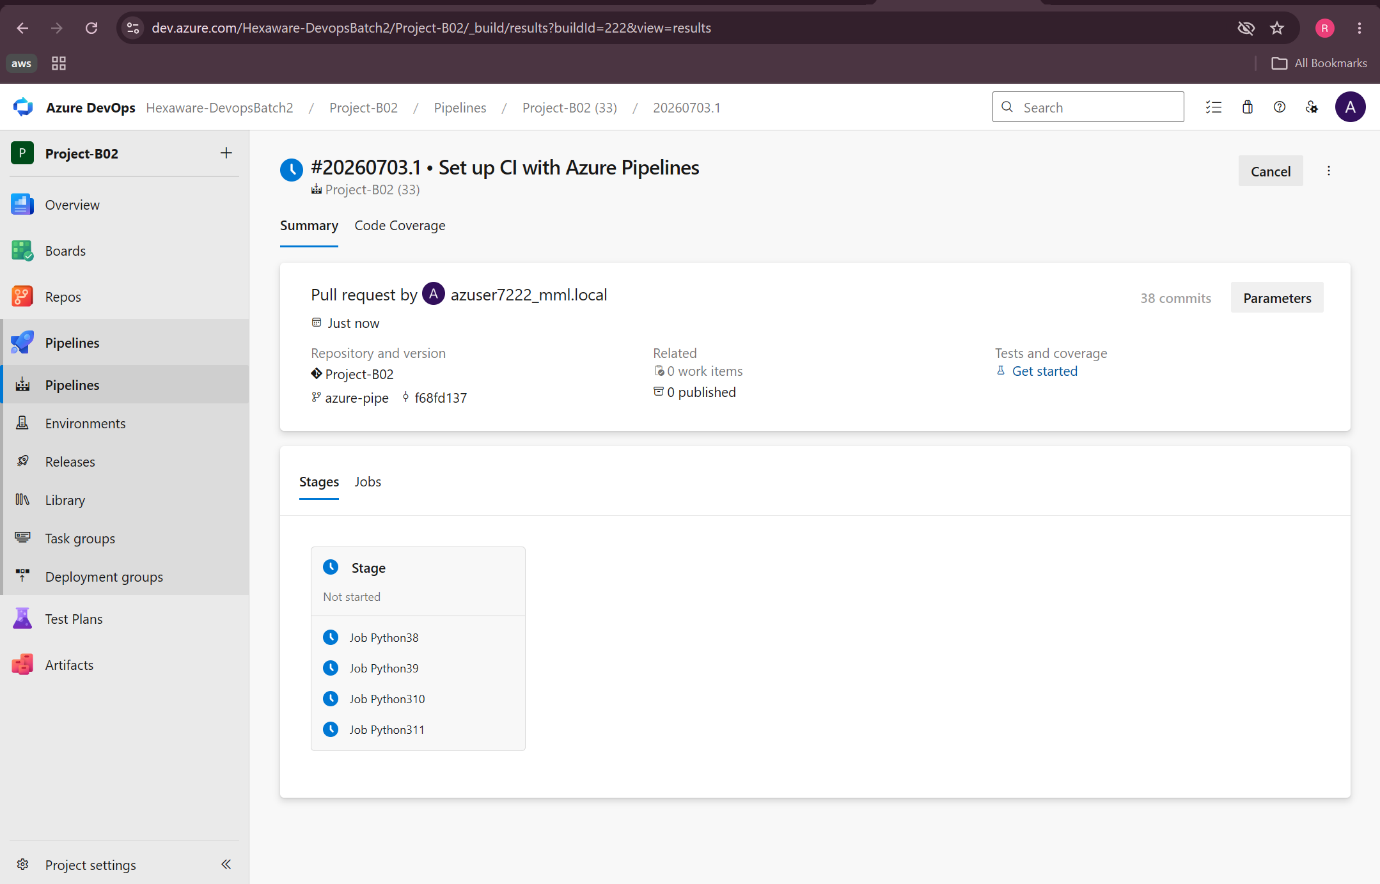 dev.azure.com/Hexaware-DevopsBatch2/Project-B02/_build/results?buildId=222&view=results
R
aws
All Bookmarks
Azure DevOps Hexaware-DevopsBatch2 / Project-B02 / Pipelines / Project-B02 (33) / 20260703.1
Search
A
P Project-B02
Overview
Boards
Repos
Pipelines
Pipelines
Environments
Releases
Library
Task groups
Deployment groups
Test Plans
Artifacts
Project settings
#20260703.1 • Set up CI with Azure Pipelines
Project-B02 (33)
Cancel
Summary Code Coverage
Pull request by A azuser7222_mml.local
38 commits Parameters
Just now
Repository and version
Project-B02
azure-pipe f68fd137
Related
0 work items
0 published
Tests and coverage
Get started
Stages Jobs
Stage
Not started
Job Python38
Job Python39
Job Python310
Job Python311